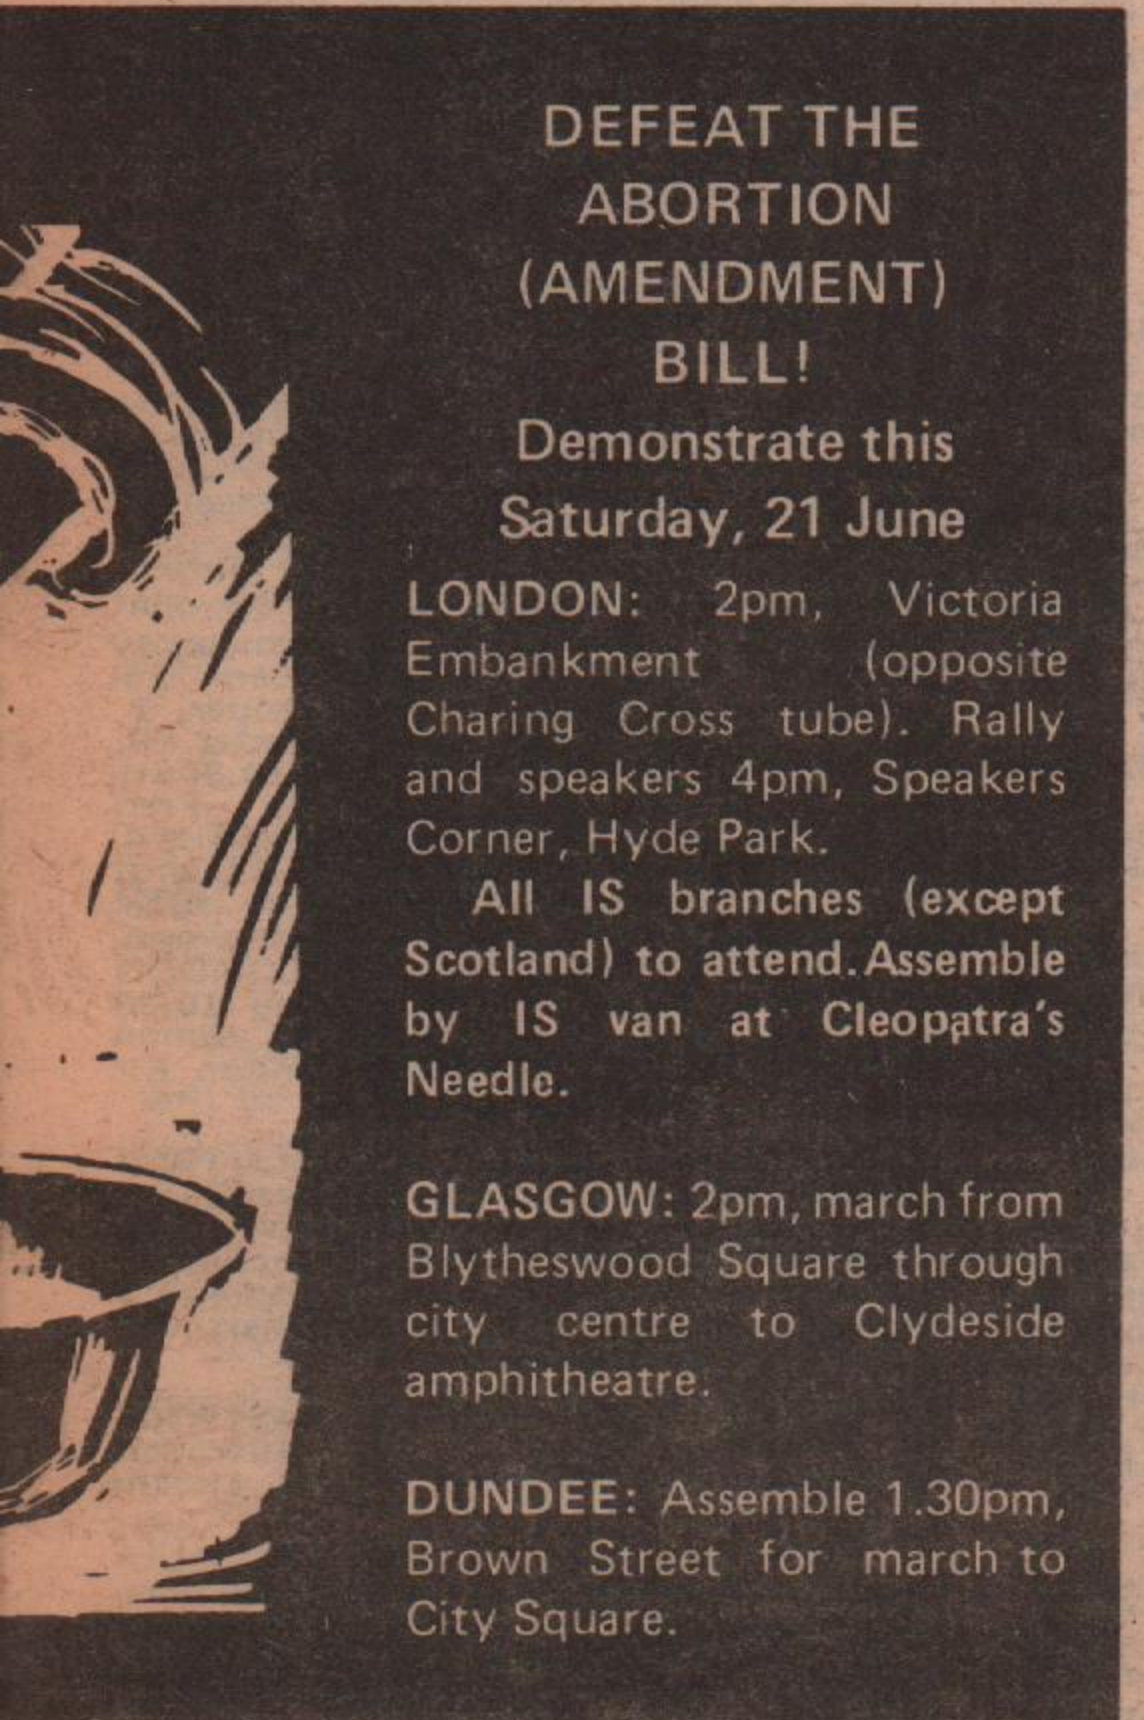 DEFEAT THE
ABORTION
(AMENDMENT)
BILL!
Demonstrate this
Saturday, 21 June
LONDON: 2pm, Victoria
Embankment (opposite
Charing Cross tube). Rally
and speakers 4pm, Speakers
Corner, Hyde Park.
All IS branches (except
Scotland) to attend. Assemble
by IS van at Cleopatra's
Needle.
GLASGOW: 2pm, march from
Blytheswood Square through
city centre to Clydeside
amphitheatre.
DUNDEE: Assemble 1.30pm,
Brown Street for march to
City Square.